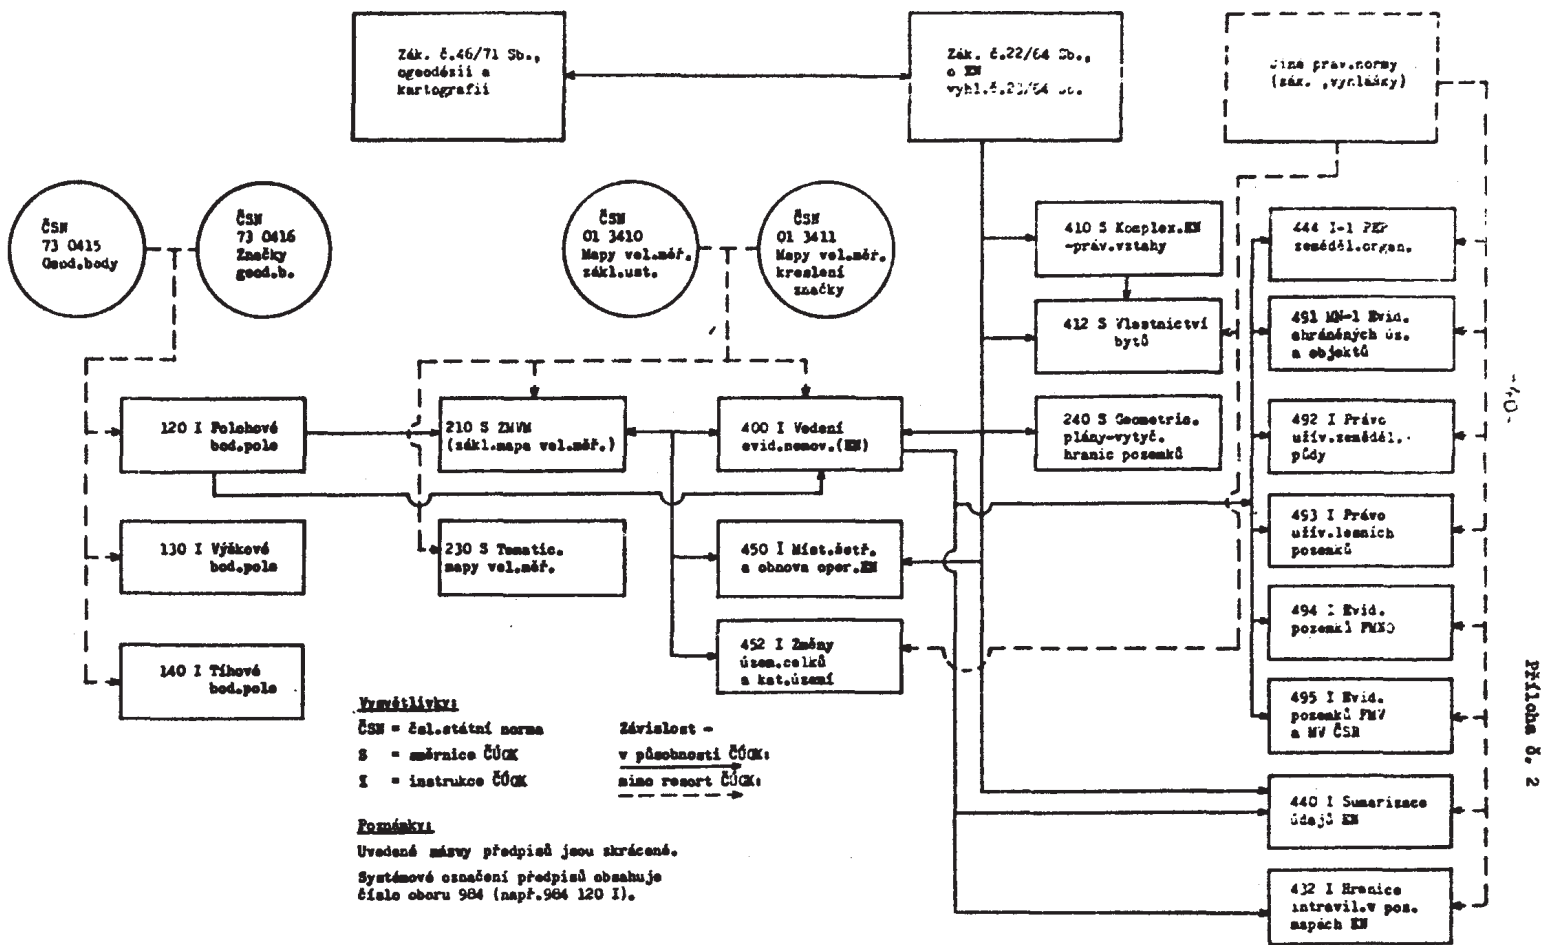 Zák. č.46/71 Sb.,
ogeodézii a
kartografii
Zák. č.22/64 Sb.,
o EN
vyhl.č.23/64 Sb.
Jiné práv.normy
(zák. ,vyhlášky)
ČSN
73 0415
Geod.body
ČSN
73 0416
Značky
geod.b.
ČSN
01 3410
Mapy vel.měř.
zákl.ust.
ČSN
01 3411
Mapy vel.měř.
kreslení
značky
410 S Komplex.EN
-práv.vztahy
412 S Vlastnictví
bytů
240 S Geometric.
plány-vytyč.
hranic pozemků
444 I-1 PEP
zeměděl.organ.
491 MN-1 Evid.
chráněných úz.
a objektů
492 I Právo
užív.zeměděl.
půdy
493 I Právo
užív.lesních
pozemků
494 I Evid.
pozemků FMNO
495 I Evid.
pozemků FMV
a MV ČSR
440 I Sumarizace
údajů EN
432 I Hranice
intravil.v poz.
mapách EN
120 I Polohové
bod.pole
130 I Výškové
bod.pole
140 I Tíhové
bod.pole
210 S ZMVM
(zákl.mapa vel.měř.)
230 S Tematic.
mapy vel.měř.
400 I Vedení
evid.nemov.(EN)
450 I Míst.šetř.
a obnova oper.EN
452 I Změny
územ.celků
a kat.území
Vysvětlivky:
ČSN = čsl.státní norma
S = směrnice ČÚGK
I = instrukce ČÚGK
Závislost -
v působnosti ČÚGK:
mimo resort ČÚGK:
Poznámky:
Uvedené názvy předpisů jsou zkrácené.
Systémové označení předpisů obsahuje
číslo oboru 984 (např.984 120 I).
-40-
Příloha č. 2